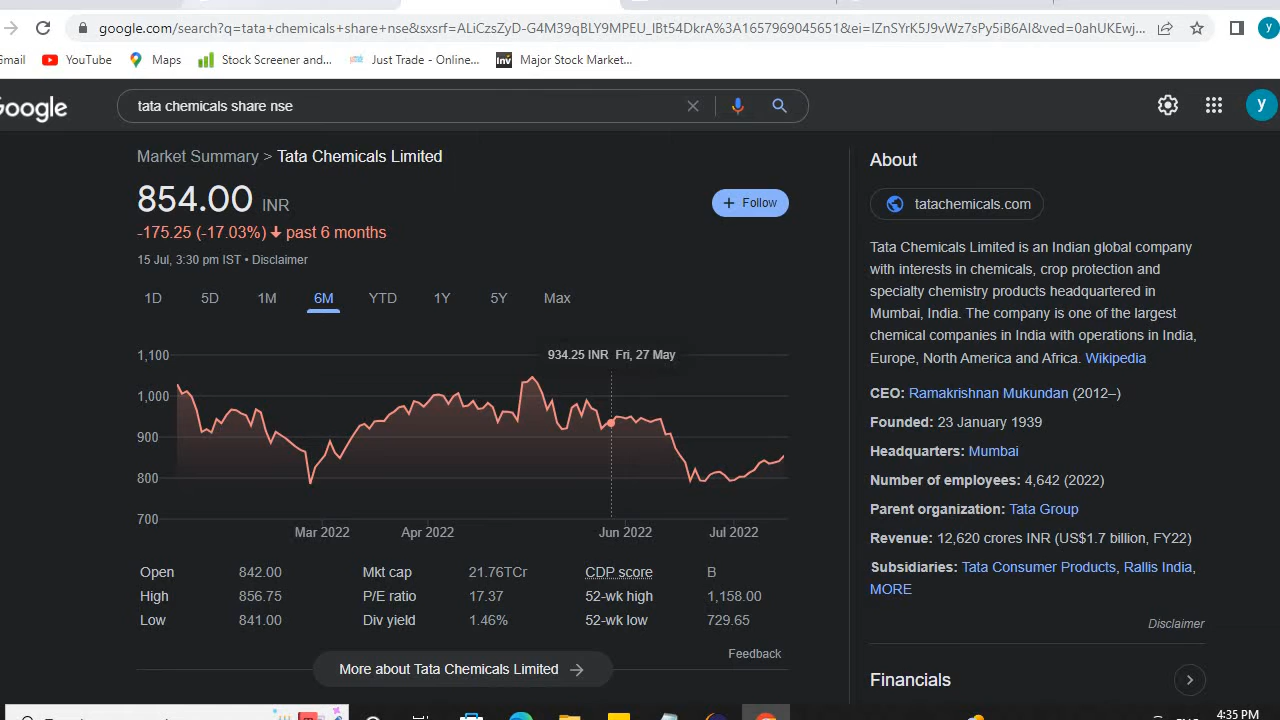 google.com/search?q=tata+chemicals+share+nse&sxsrf=ALiCzsZyD-G4M39qBLY9MPEU_lBt54DkrA%3A1657969045651&ei=lZnSYrK5J9vWz7sPy5iB6AI&ved=0ahUKEwj...
Gmail YouTube Maps Stock Screener and... Just Trade - Online... Inv Major Stock Market...
Google tata chemicals share nse y
Market Summary > Tata Chemicals Limited
854.00 INR
+ Follow
-175.25 (-17.03%) past 6 months
15 Jul, 3:30 pm IST • Disclaimer
1D 5D 1M 6M YTD 1Y 5Y Max
934.25 INR Fri, 27 May
1,100
1,000
900
800
700
Mar 2022 Apr 2022 Jun 2022 Jul 2022
Open 842.00 Mkt cap 21.76TCr CDP score B
High 856.75 P/E ratio 17.37 52-wk high 1,158.00
Low 841.00 Div yield 1.46% 52-wk low 729.65
Feedback
More about Tata Chemicals Limited
About
tatachemicals.com
Tata Chemicals Limited is an Indian global company
with interests in chemicals, crop protection and
specialty chemistry products headquartered in
Mumbai, India. The company is one of the largest
chemical companies in India with operations in India,
Europe, North America and Africa. Wikipedia
CEO: Ramakrishnan Mukundan (2012–)
Founded: 23 January 1939
Headquarters: Mumbai
Number of employees: 4,642 (2022)
Parent organization: Tata Group
Revenue: 12,620 crores INR (US$1.7 billion, FY22)
Subsidiaries: Tata Consumer Products, Rallis India,
MORE
Disclaimer
Financials
4:35 PM